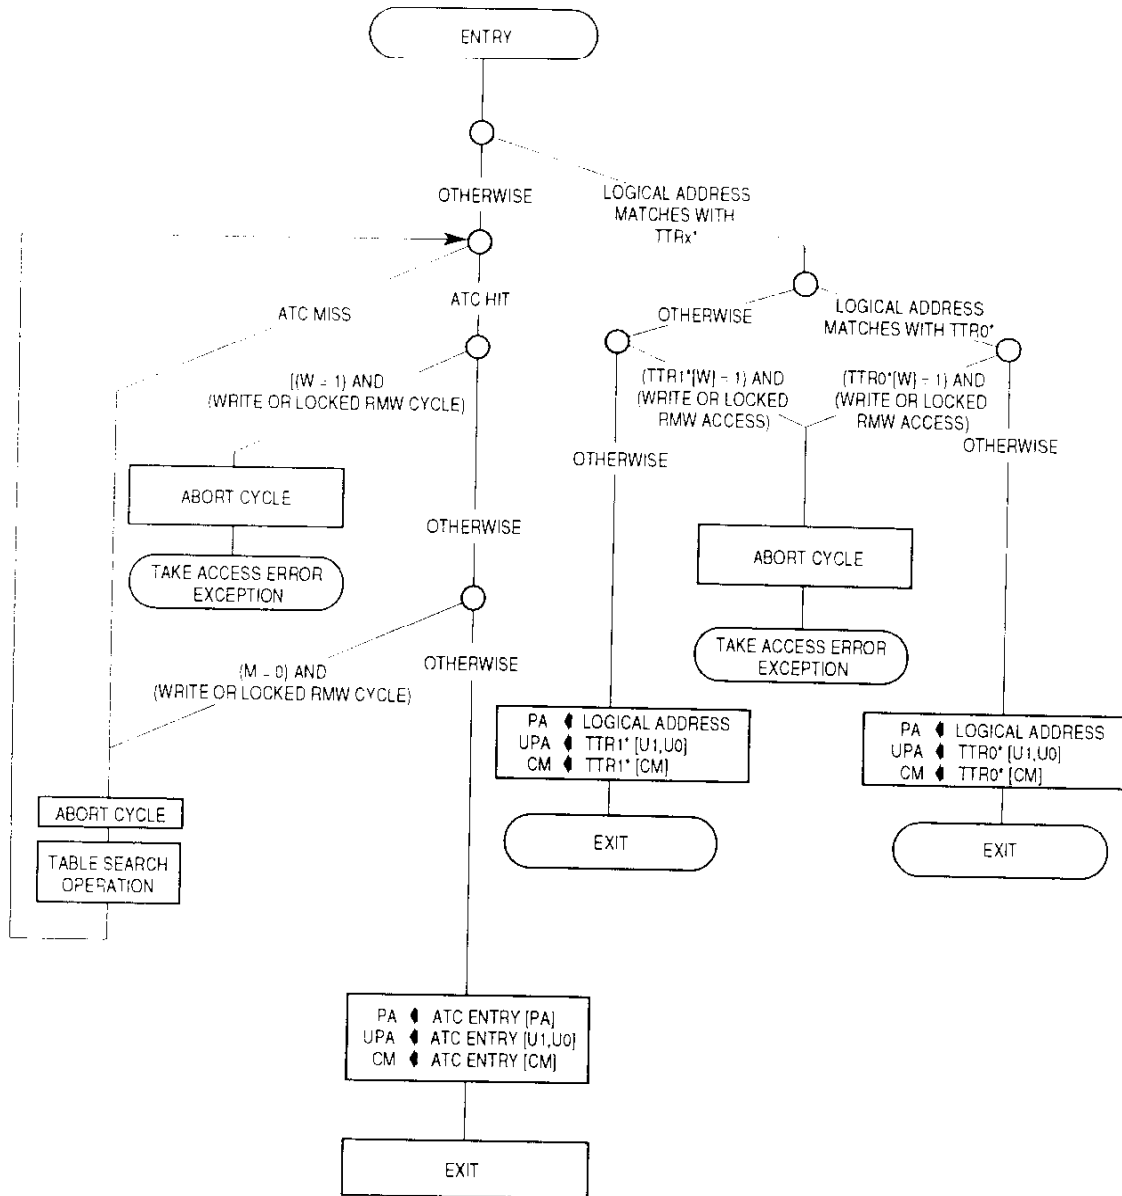 ENTRY
OTHERWISE
LOGICAL ADDRESS
MATCHES WITH
TTRx*
ATC HIT
ATC MISS
OTHERWISE
LOGICAL ADDRESS
MATCHES WITH TTR0*
[(W = 1) AND
(WRITE OR LOCKED RMW CYCLE)
(TTR1*[W] = 1) AND
(WRITE OR LOCKED
RMW ACCESS)
(TTR0*[W] = 1) AND
(WRITE OR LOCKED
RMW ACCESS)
OTHERWISE
OTHERWISE
ABORT CYCLE
OTHERWISE
ABORT CYCLE
TAKE ACCESS ERROR
EXCEPTION
TAKE ACCESS ERROR
EXCEPTION
OTHERWISE
(M = 0) AND
(WRITE OR LOCKED RMW CYCLE)
PA LOGICAL ADDRESS
UPA TTR1* [U1,U0]
CM TTR1* [CM]
PA LOGICAL ADDRESS
UPA TTR0* [U1,U0]
CM TTR0* [CM]
ABORT CYCLE
TABLE SEARCH
OPERATION
EXIT
EXIT
PA ATC ENTRY [PA]
UPA ATC ENTRY [U1,U0]
CM ATC ENTRY [CM]
EXIT